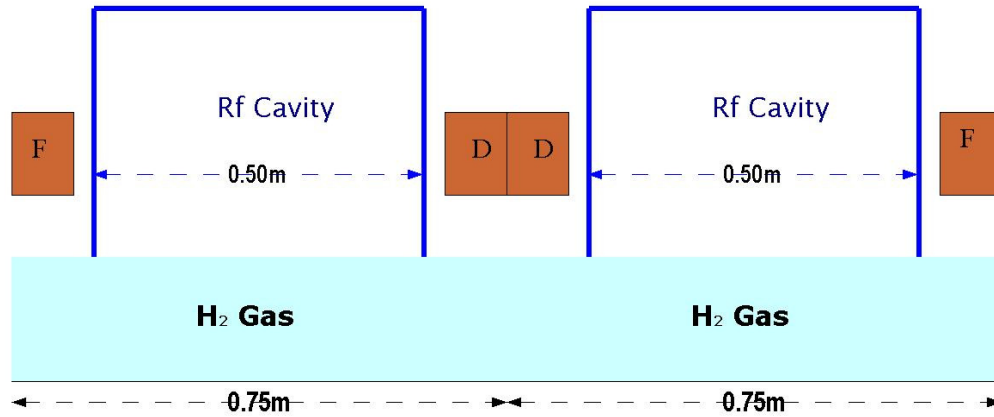 Rf Cavity
Rf Cavity
F
D
D
F
0.50m
0.50m
H₂ Gas
H₂ Gas
0.75m
0.75m